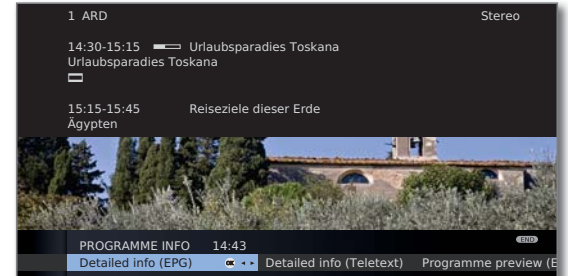 1 ARD Stereo
14:30-15:15 Urlaubsparadies Toskana
Urlaubsparadies Toskana
15:15-15:45 Reiseziele dieser Erde
Ägypten
PROGRAMME INFO 14:43 END
Detailed info (EPG) OK Detailed info (Teletext) Programme preview (E